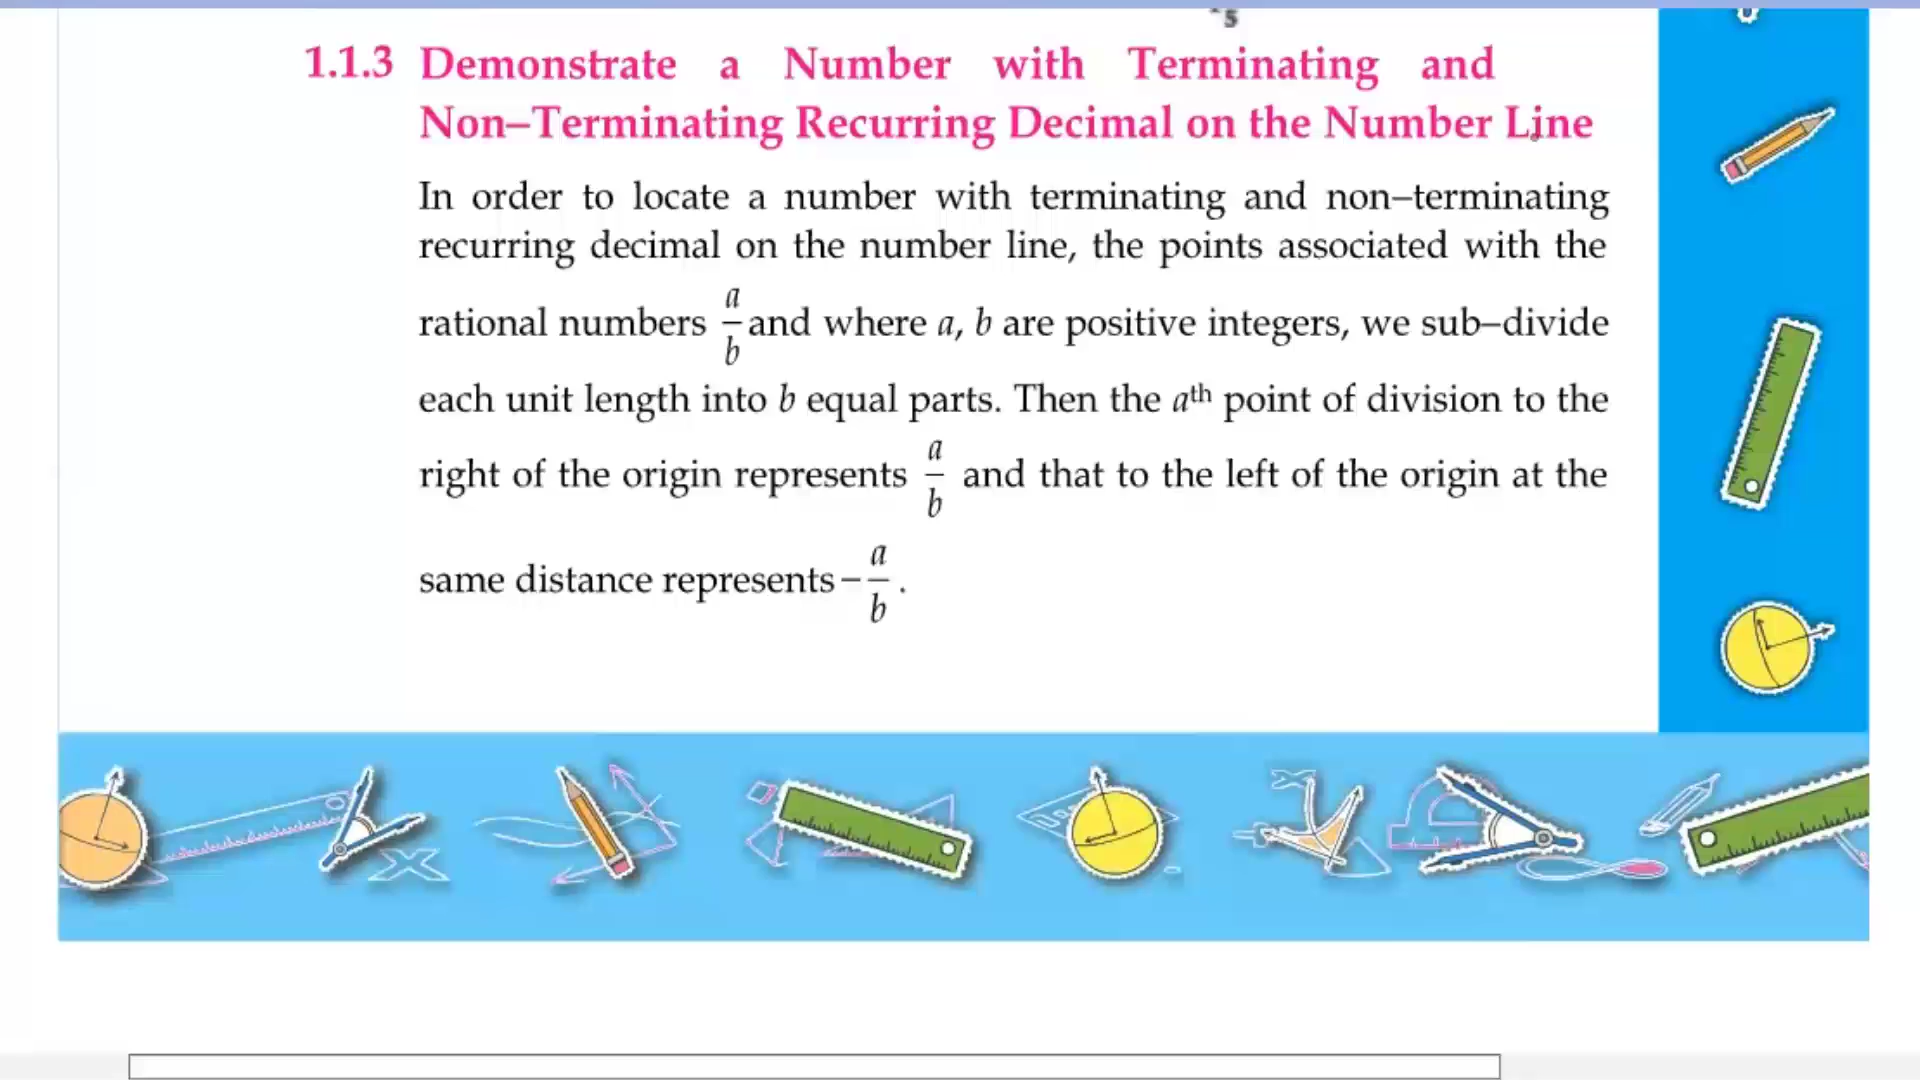 1.1.3 Demonstrate a Number with Terminating and
Non–Terminating Recurring Decimal on the Number Line
In order to locate a number with terminating and non–terminating
recurring decimal on the number line, the points associated with the
rational numbers a/b and where a, b are positive integers, we sub–divide
each unit length into b equal parts. Then the aᵗʰ point of division to the
right of the origin represents a/b and that to the left of the origin at the
same distance represents – a/b .